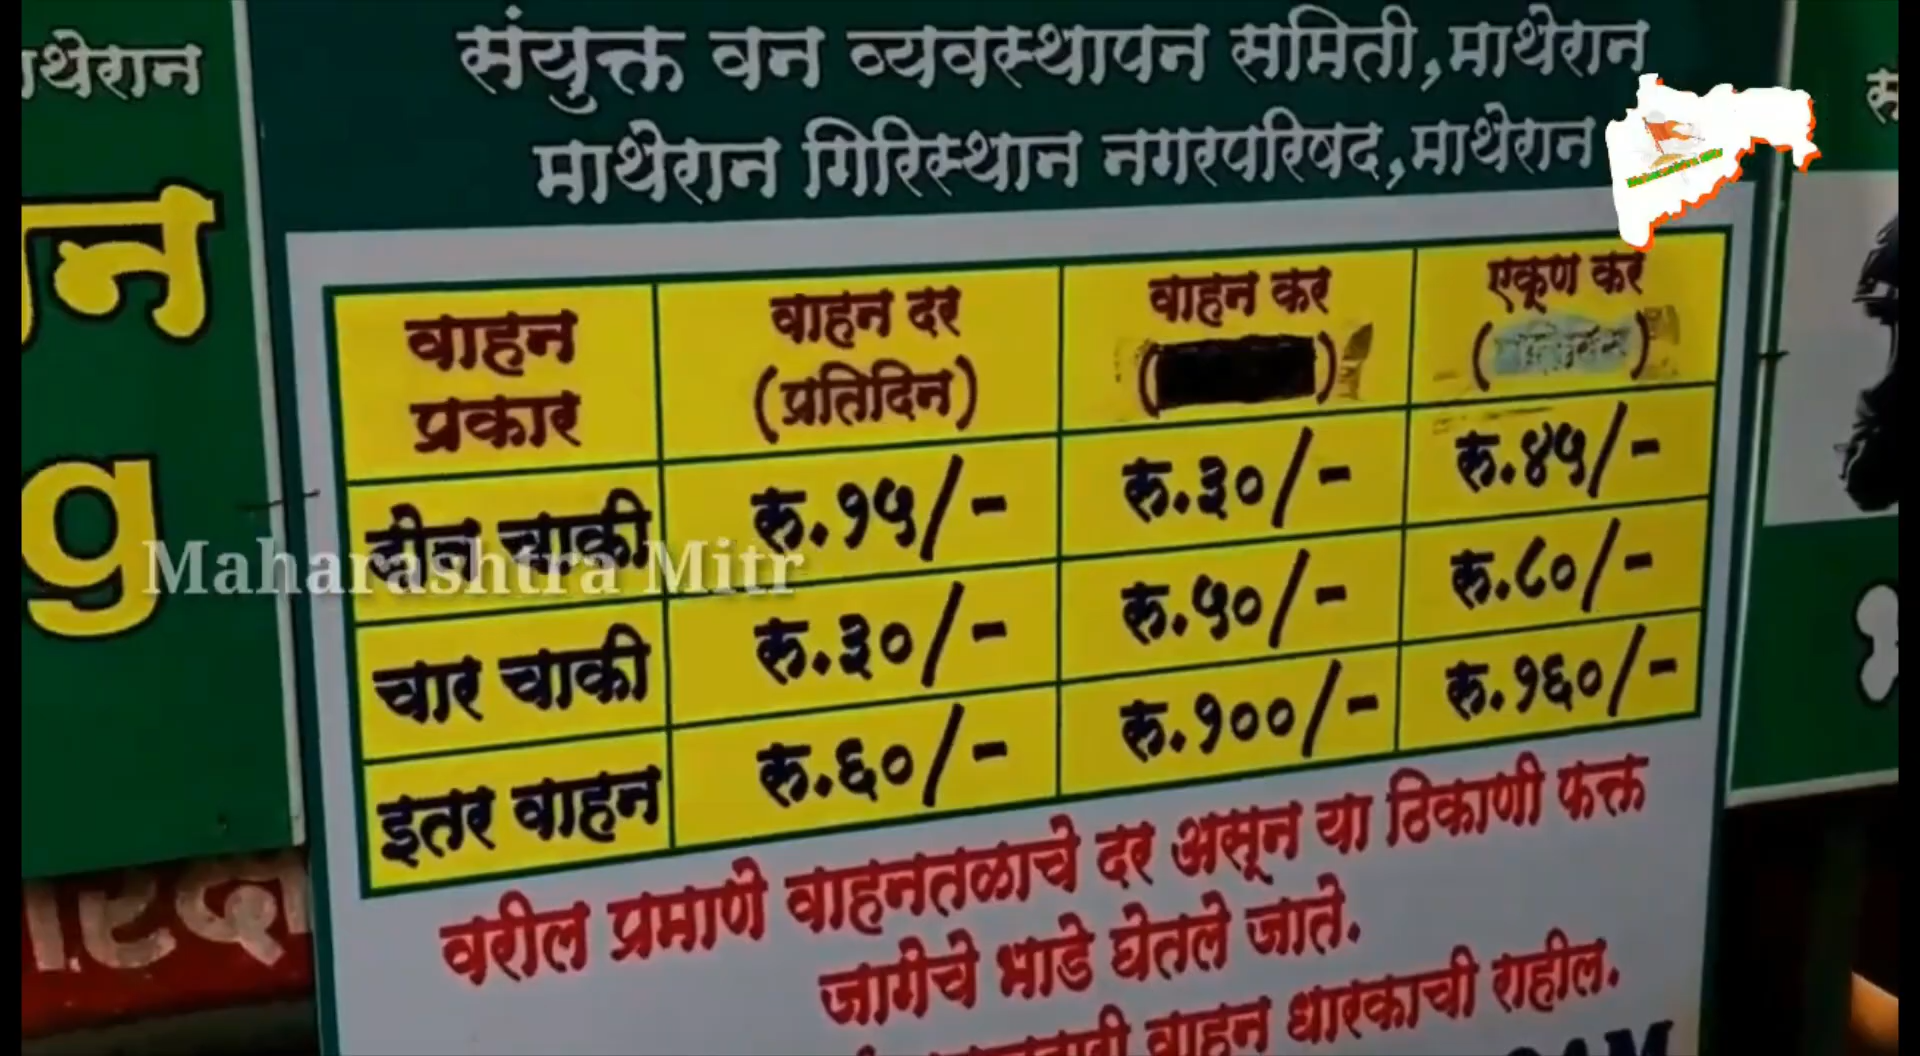 संयुक्त वन व्यवस्थापन समिती,माथेरान
माथेरान गिरिस्थान नगरपरिषद,माथेरान
वाहन प्रकार वाहन दर (प्रतिदिन) वाहन कर एकूण कर
दोन चाकी रु.१५/- रु.३०/- रु.४५/-
चार चाकी रु.३०/- रु.५०/- रु.८०/-
इतर वाहन रु.६०/- रु.१००/- रु.१६०/-
वरील प्रमाणे वाहनतळाचे दर असून या ठिकाणी फक्त
जागेचे भाडे घेतले जाते.
वाहन धारकाची राहील.
Maharashtra Mitr